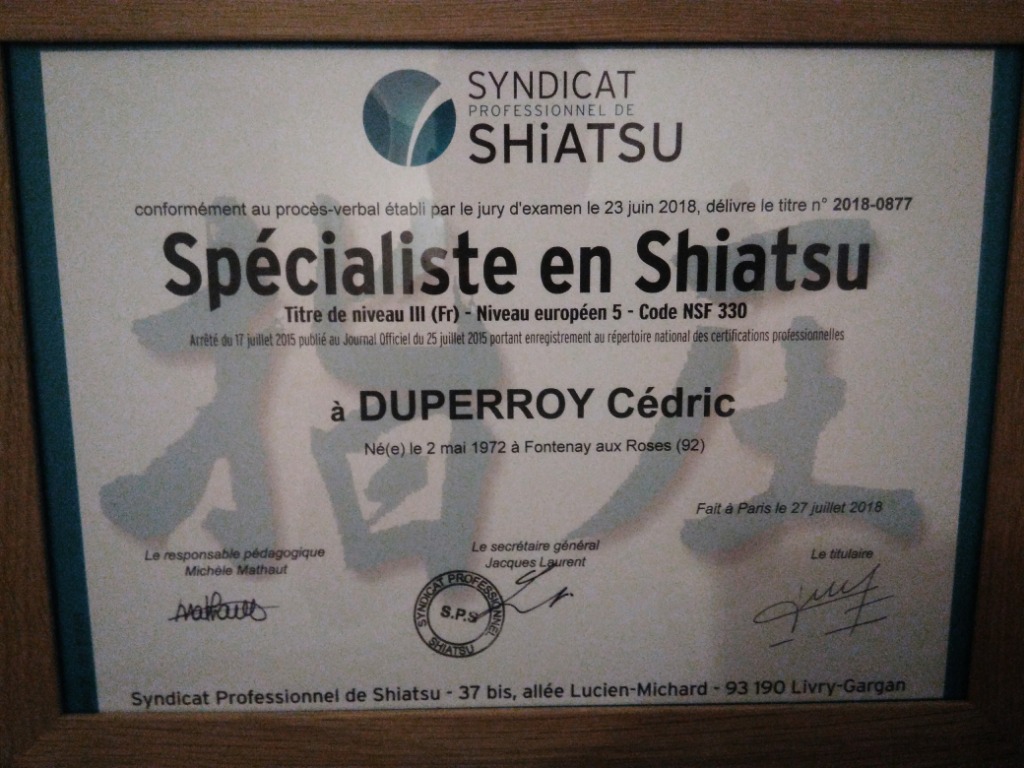 SYNDICAT
PROFESSIONNEL DE
SHiATSU
conformément au procès-verbal établi par le jury d'examen le 23 juin 2018, délivre le titre n° 2018-0877
Spécialiste en Shiatsu
Titre de niveau III (Fr) - Niveau européen 5 - Code NSF 330
Arrêté du 17 juillet 2015 publié au Journal Officiel du 25 juillet 2015 portant enregistrement au répertoire national des certifications professionnelles
à DUPERROY Cédric
Né(e) le 2 mai 1972 à Fontenay aux Roses (92)
Fait à Paris le 27 juillet 2018
Le responsable pédagogique
Michèle Mathaut
Le secrétaire général
Jacques Laurent
Le titulaire
SYNDICAT PROFESSIONNEL
S.P.S
SHIATSU
Syndicat Professionnel de Shiatsu - 37 bis, allée Lucien-Michard - 93 190 Livry-Gargan